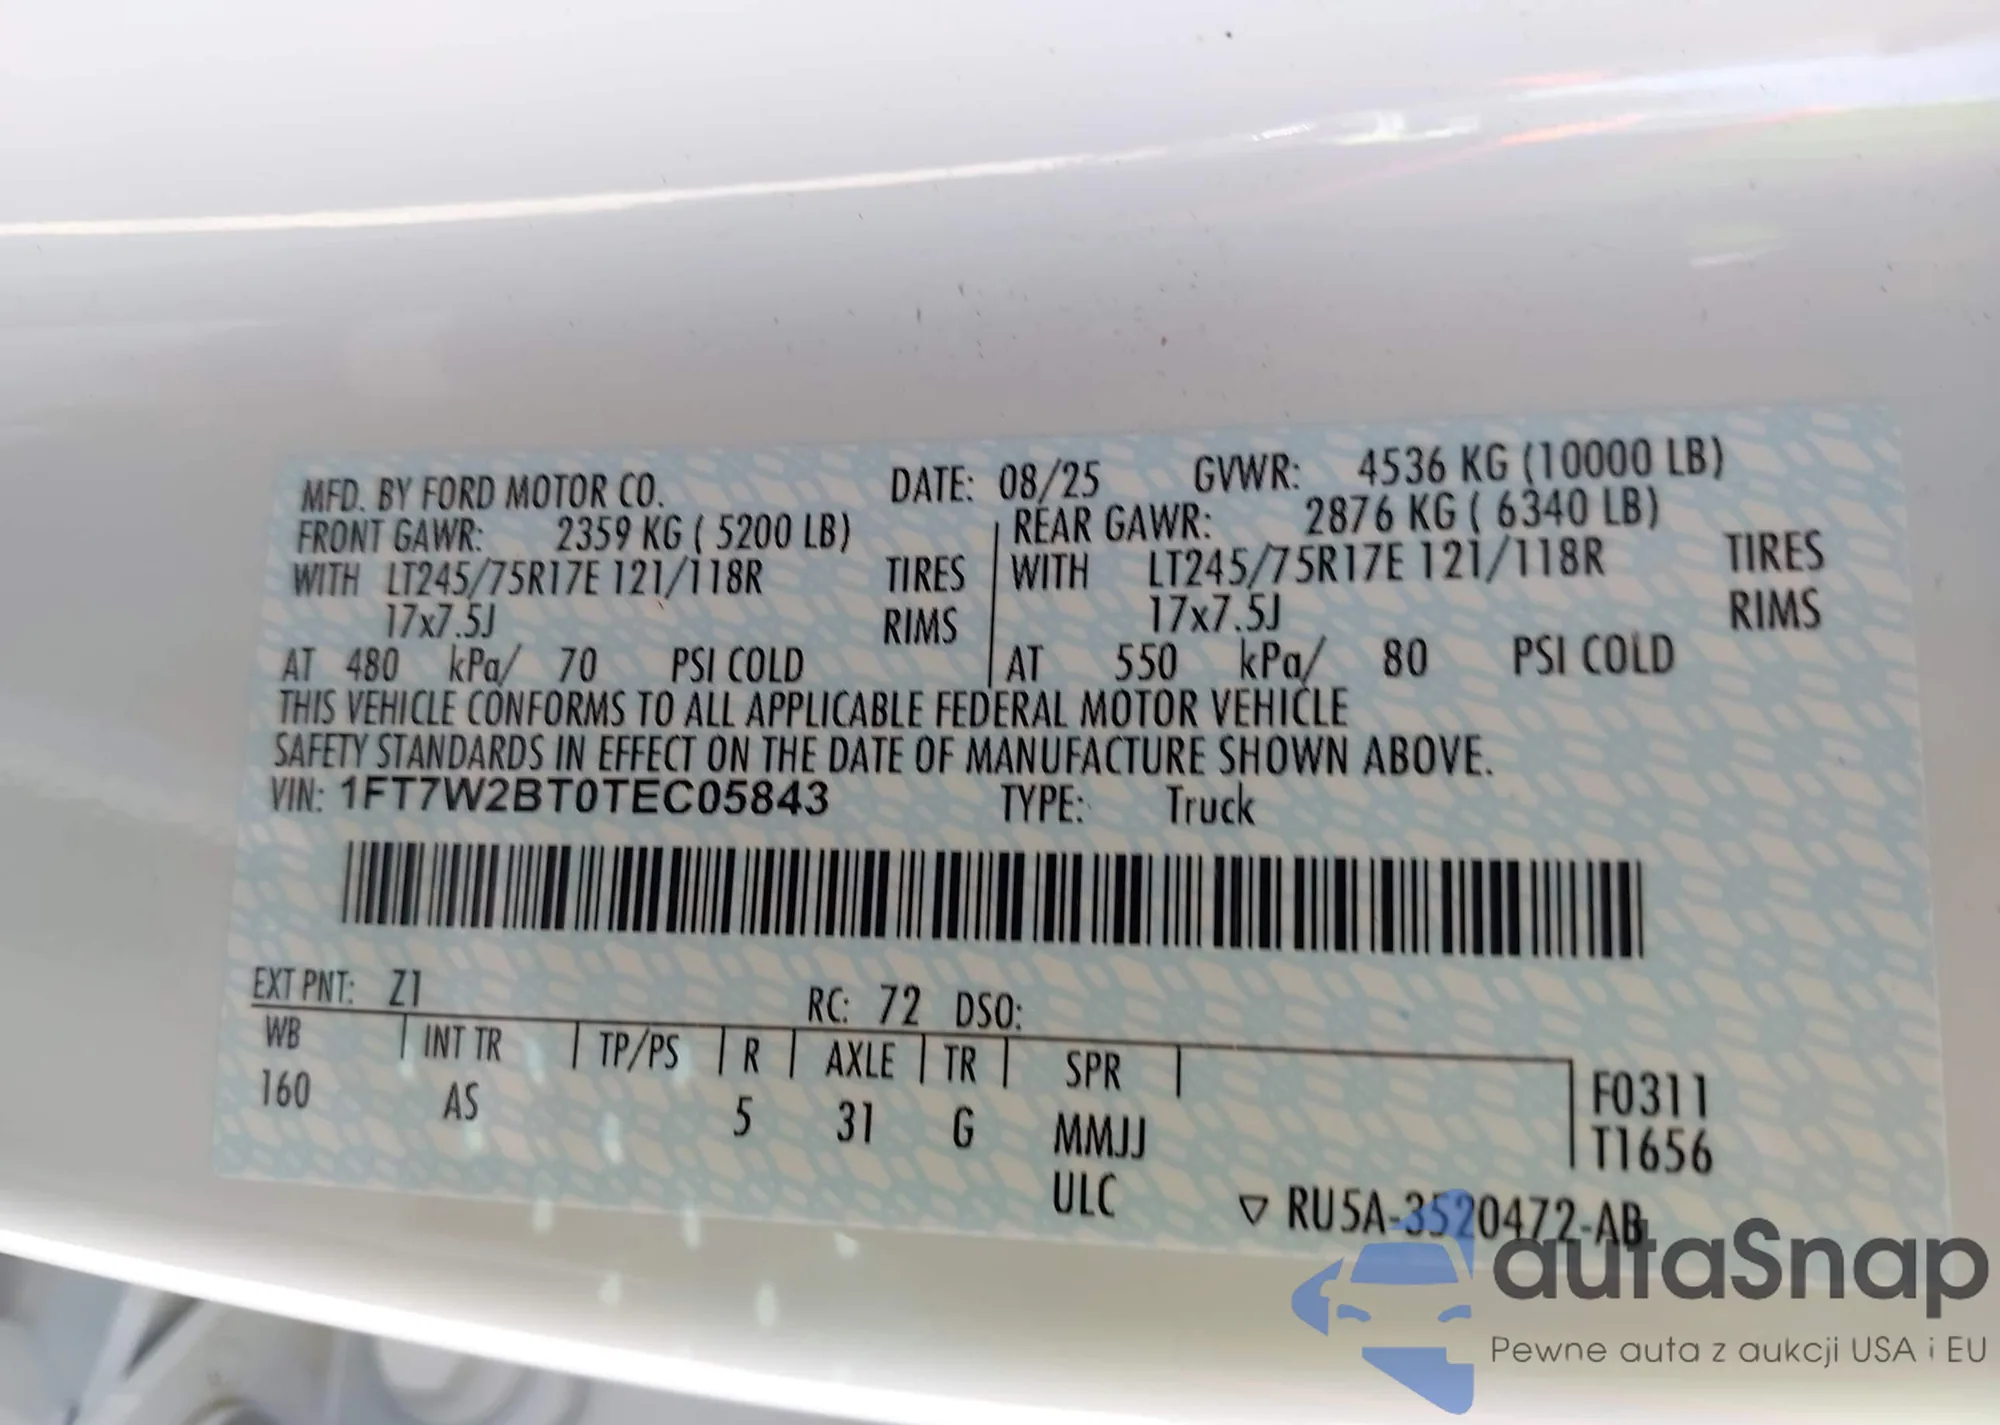 MFD. BY FORD MOTOR CO. DATE: 08/25 GVWR: 4536 KG (10000 LB)
FRONT GAWR: 2359 KG ( 5200 LB) REAR GAWR: 2876 KG ( 6340 LB)
WITH LT245/75R17E 121/118R TIRES WITH LT245/75R17E 121/118R TIRES
17x7.5J RIMS 17x7.5J RIMS
AT 480 kPa/ 70 PSI COLD AT 550 kPa/ 80 PSI COLD
THIS VEHICLE CONFORMS TO ALL APPLICABLE FEDERAL MOTOR VEHICLE
SAFETY STANDARDS IN EFFECT ON THE DATE OF MANUFACTURE SHOWN ABOVE.
VIN: 1FT7W2BT0TEC05843 TYPE: Truck
EXT PNT: Z1 RC: 72 DSO:
WB INT TR TP/PS R AXLE TR SPR F0311
160 AS 5 31 G MMJJ T1656
ULC ▽ RU5A-3520472-AB
autaSnap
Pewne auta z aukcji USA i EU